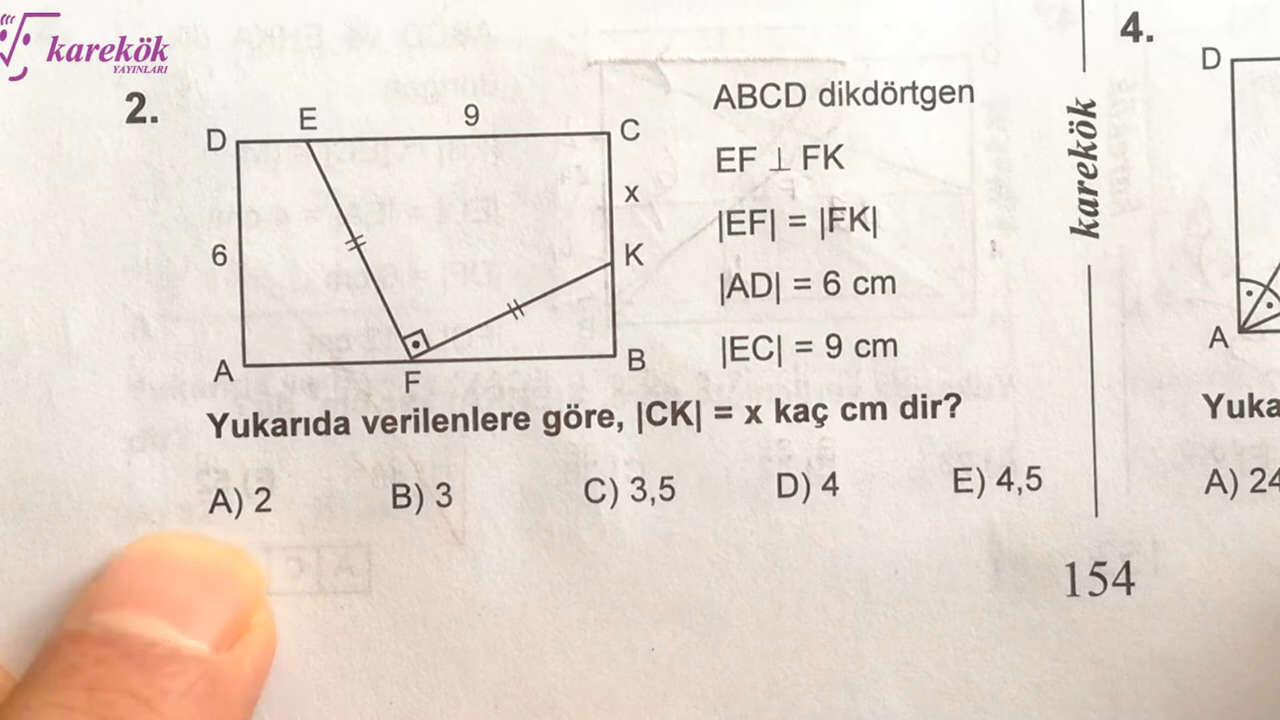 karekök
YAYINLARI
2.
D
E
9
C
x
6
K
A
F
B
ABCD dikdörtgen
EF ⊥ FK
|EF| = |FK|
|AD| = 6 cm
|EC| = 9 cm
Yukarıda verilenlere göre, |CK| = x kaç cm dir?
A) 2 B) 3 C) 3,5 D) 4 E) 4,5
karekök
154
4.
D
A
Yuka
A) 24